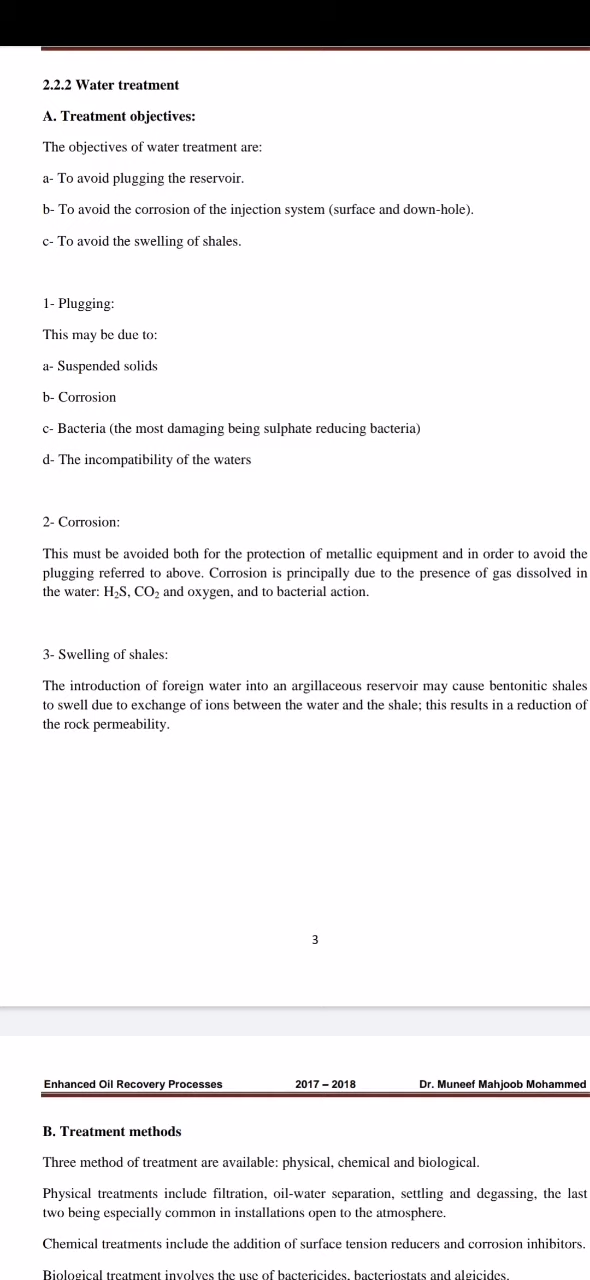 2.2.2 Water treatment
A. Treatment objectives:
The objectives of water treatment are:
a- To avoid plugging the reservoir.
b- To avoid the corrosion of the injection system (surface and down-hole).
c- To avoid the swelling of shales.
1- Plugging:
This may be due to:
a- Suspended solids
b- Corrosion
c- Bacteria (the most damaging being sulphate reducing bacteria)
d- The incompatibility of the waters
2- Corrosion:
This must be avoided both for the protection of metallic equipment and in order to avoid the
plugging referred to above. Corrosion is principally due to the presence of gas dissolved in
the water: H₂S, CO₂ and oxygen, and to bacterial action.
3- Swelling of shales:
The introduction of foreign water into an argillaceous reservoir may cause bentonitic shales
to swell due to exchange of ions between the water and the shale; this results in a reduction of
the rock permeability.
3
Enhanced Oil Recovery Processes 2017 – 2018 Dr. Muneef Mahjoob Mohammed
B. Treatment methods
Three method of treatment are available: physical, chemical and biological.
Physical treatments include filtration, oil-water separation, settling and degassing, the last
two being especially common in installations open to the atmosphere.
Chemical treatments include the addition of surface tension reducers and corrosion inhibitors.
Biological treatment involves the use of bactericides, bacteriostats and algicides.